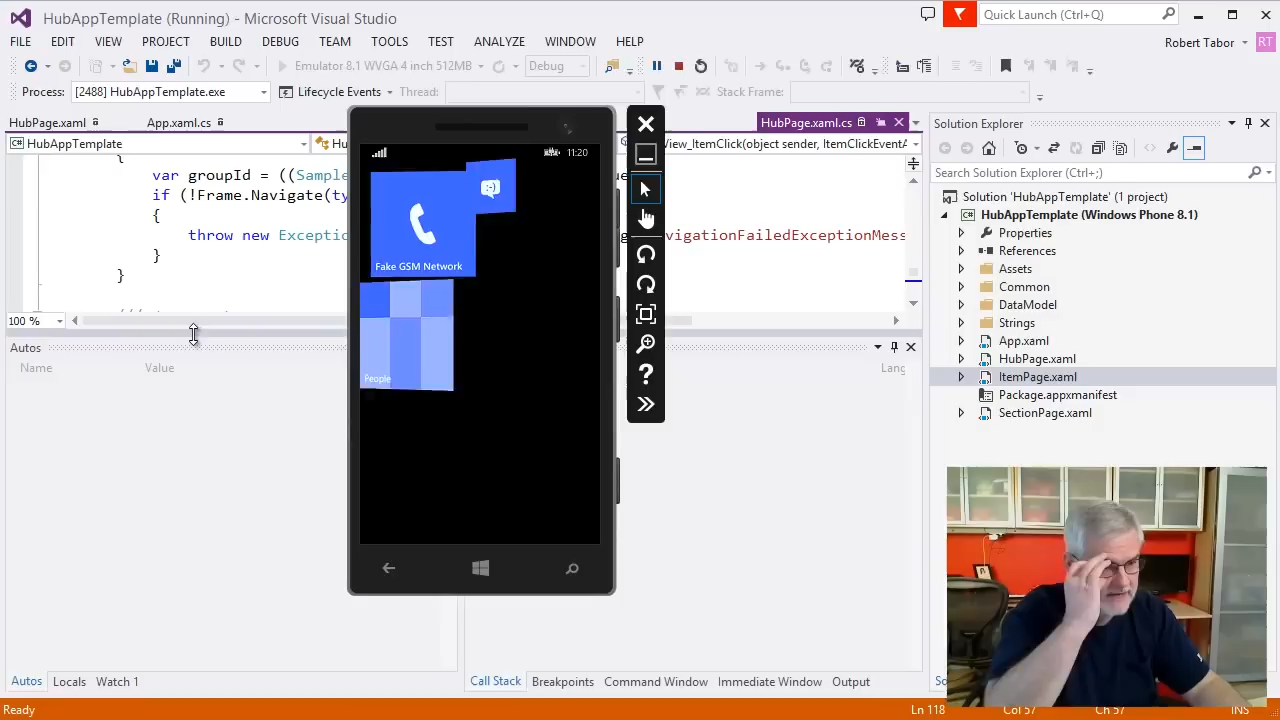 HubAppTemplate (Running) - Microsoft Visual Studio
Quick Launch (Ctrl+Q)
FILE EDIT VIEW PROJECT BUILD DEBUG TEAM TOOLS TEST ANALYZE WINDOW HELP
Robert Tabor RT
Emulator 8.1 WVGA 4 inch 512MB Debug
Process: [2488] HubAppTemplate.exe Lifecycle Events Thread: Stack Frame:
HubPage.xaml App.xaml.cs HubPage.xaml.cs
HubAppTemplate
View_ItemClick(object sender, ItemClickEventA
}
var groupId = ((Sample
if (!Frame.Navigate(ty
{
throw new Exception
avigationFailedExceptionMess
}
}
100 %
Autos
Name Value
Lang
Autos Locals Watch 1
Call Stack Breakpoints Command Window Immediate Window Output
Ready
Ln 118 Col 57 Ch 57 INS
11:20
Fake GSM Network
People
?
Solution Explorer
Search Solution Explorer (Ctrl+;)
Solution 'HubAppTemplate' (1 project)
HubAppTemplate (Windows Phone 8.1)
Properties
References
Assets
Common
DataModel
Strings
App.xaml
HubPage.xaml
ItemPage.xaml
Package.appxmanifest
SectionPage.xaml